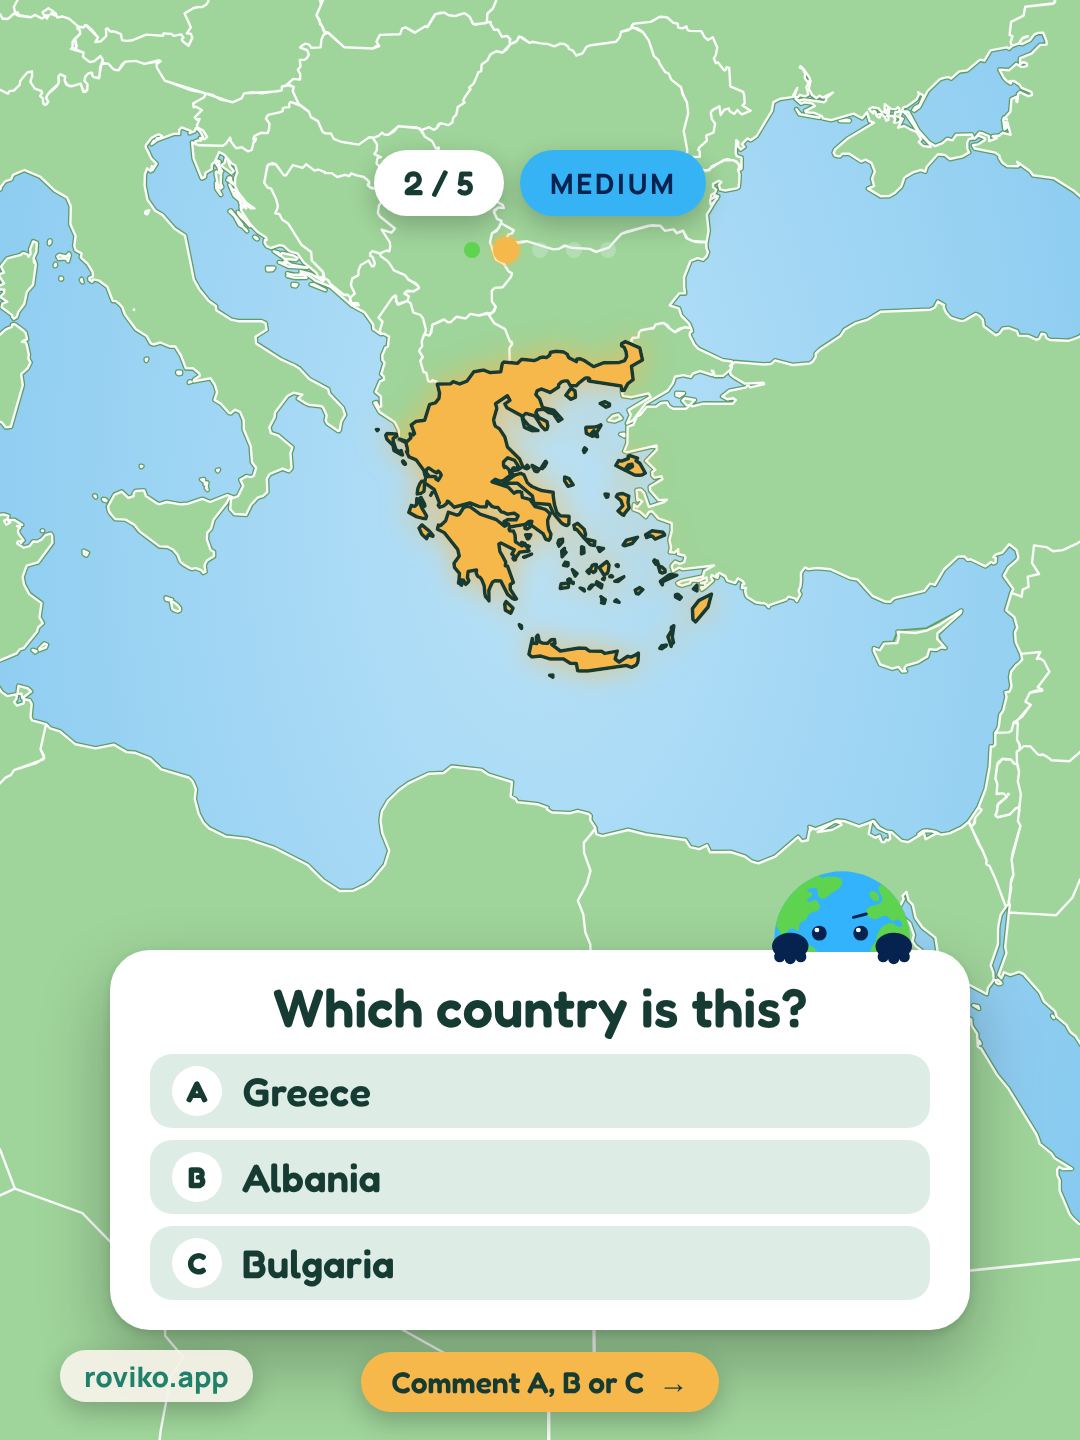 2 / 5
MEDIUM
Which country is this?
A Greece
B Albania
C Bulgaria
roviko.app
Comment A, B or C →